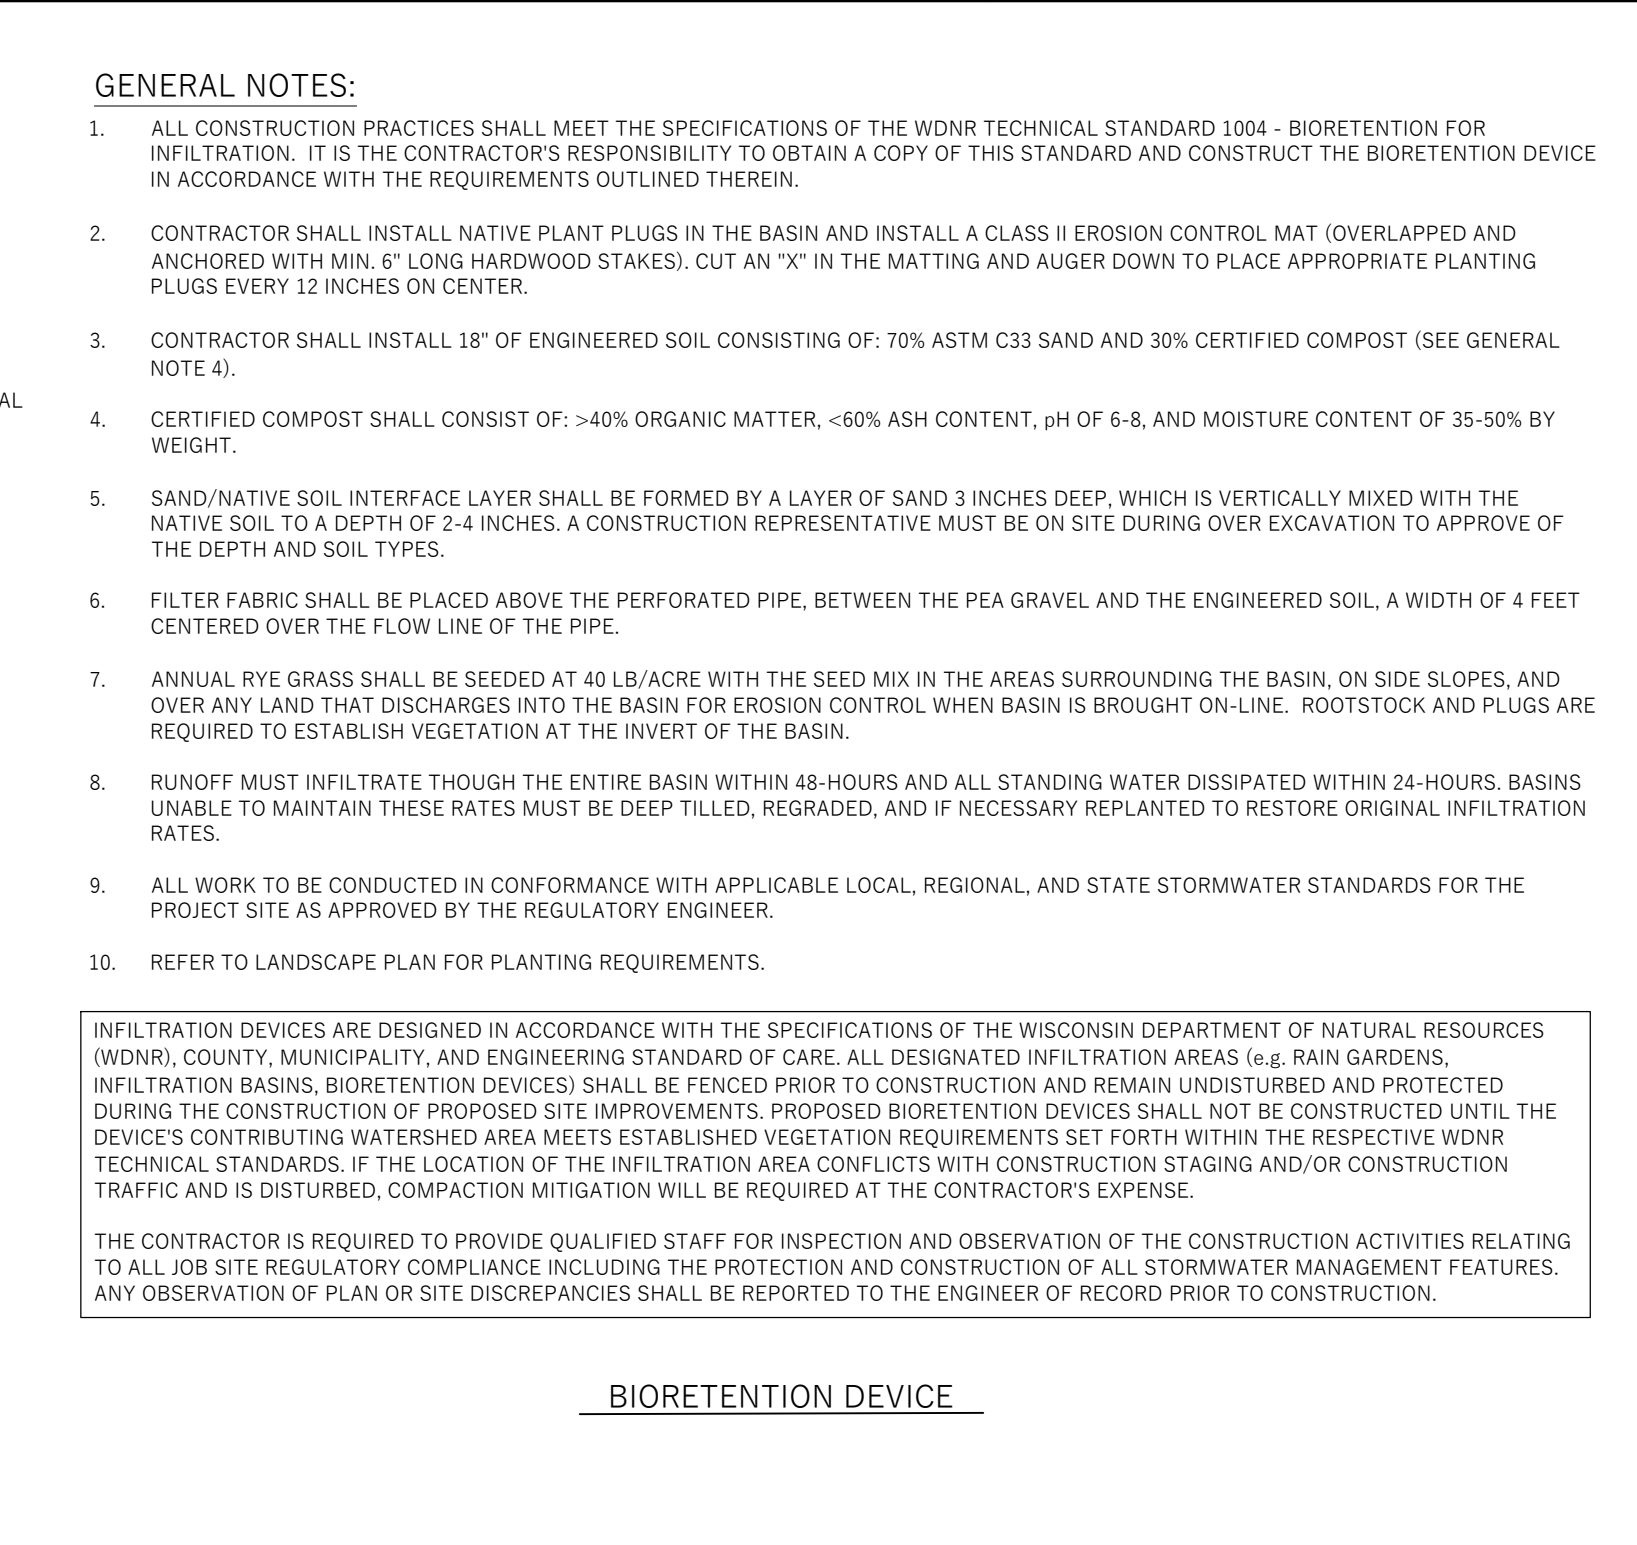 GENERAL NOTES:
1. ALL CONSTRUCTION PRACTICES SHALL MEET THE SPECIFICATIONS OF THE WDNR TECHNICAL STANDARD 1004 - BIORETENTION FOR
INFILTRATION. IT IS THE CONTRACTOR'S RESPONSIBILITY TO OBTAIN A COPY OF THIS STANDARD AND CONSTRUCT THE BIORETENTION DEVICE
IN ACCORDANCE WITH THE REQUIREMENTS OUTLINED THEREIN.
2. CONTRACTOR SHALL INSTALL NATIVE PLANT PLUGS IN THE BASIN AND INSTALL A CLASS II EROSION CONTROL MAT (OVERLAPPED AND
ANCHORED WITH MIN. 6" LONG HARDWOOD STAKES). CUT AN "X" IN THE MATTING AND AUGER DOWN TO PLACE APPROPRIATE PLANTING
PLUGS EVERY 12 INCHES ON CENTER.
3. CONTRACTOR SHALL INSTALL 18" OF ENGINEERED SOIL CONSISTING OF: 70% ASTM C33 SAND AND 30% CERTIFIED COMPOST (SEE GENERAL
NOTE 4).
AL
4. CERTIFIED COMPOST SHALL CONSIST OF: >40% ORGANIC MATTER, <60% ASH CONTENT, pH OF 6-8, AND MOISTURE CONTENT OF 35-50% BY
WEIGHT.
5. SAND/NATIVE SOIL INTERFACE LAYER SHALL BE FORMED BY A LAYER OF SAND 3 INCHES DEEP, WHICH IS VERTICALLY MIXED WITH THE
NATIVE SOIL TO A DEPTH OF 2-4 INCHES. A CONSTRUCTION REPRESENTATIVE MUST BE ON SITE DURING OVER EXCAVATION TO APPROVE OF
THE DEPTH AND SOIL TYPES.
6. FILTER FABRIC SHALL BE PLACED ABOVE THE PERFORATED PIPE, BETWEEN THE PEA GRAVEL AND THE ENGINEERED SOIL, A WIDTH OF 4 FEET
CENTERED OVER THE FLOW LINE OF THE PIPE.
7. ANNUAL RYE GRASS SHALL BE SEEDED AT 40 LB/ACRE WITH THE SEED MIX IN THE AREAS SURROUNDING THE BASIN, ON SIDE SLOPES, AND
OVER ANY LAND THAT DISCHARGES INTO THE BASIN FOR EROSION CONTROL WHEN BASIN IS BROUGHT ON-LINE. ROOTSTOCK AND PLUGS ARE
REQUIRED TO ESTABLISH VEGETATION AT THE INVERT OF THE BASIN.
8. RUNOFF MUST INFILTRATE THOUGH THE ENTIRE BASIN WITHIN 48-HOURS AND ALL STANDING WATER DISSIPATED WITHIN 24-HOURS. BASINS
UNABLE TO MAINTAIN THESE RATES MUST BE DEEP TILLED, REGRADED, AND IF NECESSARY REPLANTED TO RESTORE ORIGINAL INFILTRATION
RATES.
9. ALL WORK TO BE CONDUCTED IN CONFORMANCE WITH APPLICABLE LOCAL, REGIONAL, AND STATE STORMWATER STANDARDS FOR THE
PROJECT SITE AS APPROVED BY THE REGULATORY ENGINEER.
10. REFER TO LANDSCAPE PLAN FOR PLANTING REQUIREMENTS.
INFILTRATION DEVICES ARE DESIGNED IN ACCORDANCE WITH THE SPECIFICATIONS OF THE WISCONSIN DEPARTMENT OF NATURAL RESOURCES
(WDNR), COUNTY, MUNICIPALITY, AND ENGINEERING STANDARD OF CARE. ALL DESIGNATED INFILTRATION AREAS (e.g. RAIN GARDENS,
INFILTRATION BASINS, BIORETENTION DEVICES) SHALL BE FENCED PRIOR TO CONSTRUCTION AND REMAIN UNDISTURBED AND PROTECTED
DURING THE CONSTRUCTION OF PROPOSED SITE IMPROVEMENTS. PROPOSED BIORETENTION DEVICES SHALL NOT BE CONSTRUCTED UNTIL THE
DEVICE'S CONTRIBUTING WATERSHED AREA MEETS ESTABLISHED VEGETATION REQUIREMENTS SET FORTH WITHIN THE RESPECTIVE WDNR
TECHNICAL STANDARDS. IF THE LOCATION OF THE INFILTRATION AREA CONFLICTS WITH CONSTRUCTION STAGING AND/OR CONSTRUCTION
TRAFFIC AND IS DISTURBED, COMPACTION MITIGATION WILL BE REQUIRED AT THE CONTRACTOR'S EXPENSE.
THE CONTRACTOR IS REQUIRED TO PROVIDE QUALIFIED STAFF FOR INSPECTION AND OBSERVATION OF THE CONSTRUCTION ACTIVITIES RELATING
TO ALL JOB SITE REGULATORY COMPLIANCE INCLUDING THE PROTECTION AND CONSTRUCTION OF ALL STORMWATER MANAGEMENT FEATURES.
ANY OBSERVATION OF PLAN OR SITE DISCREPANCIES SHALL BE REPORTED TO THE ENGINEER OF RECORD PRIOR TO CONSTRUCTION.
BIORETENTION DEVICE